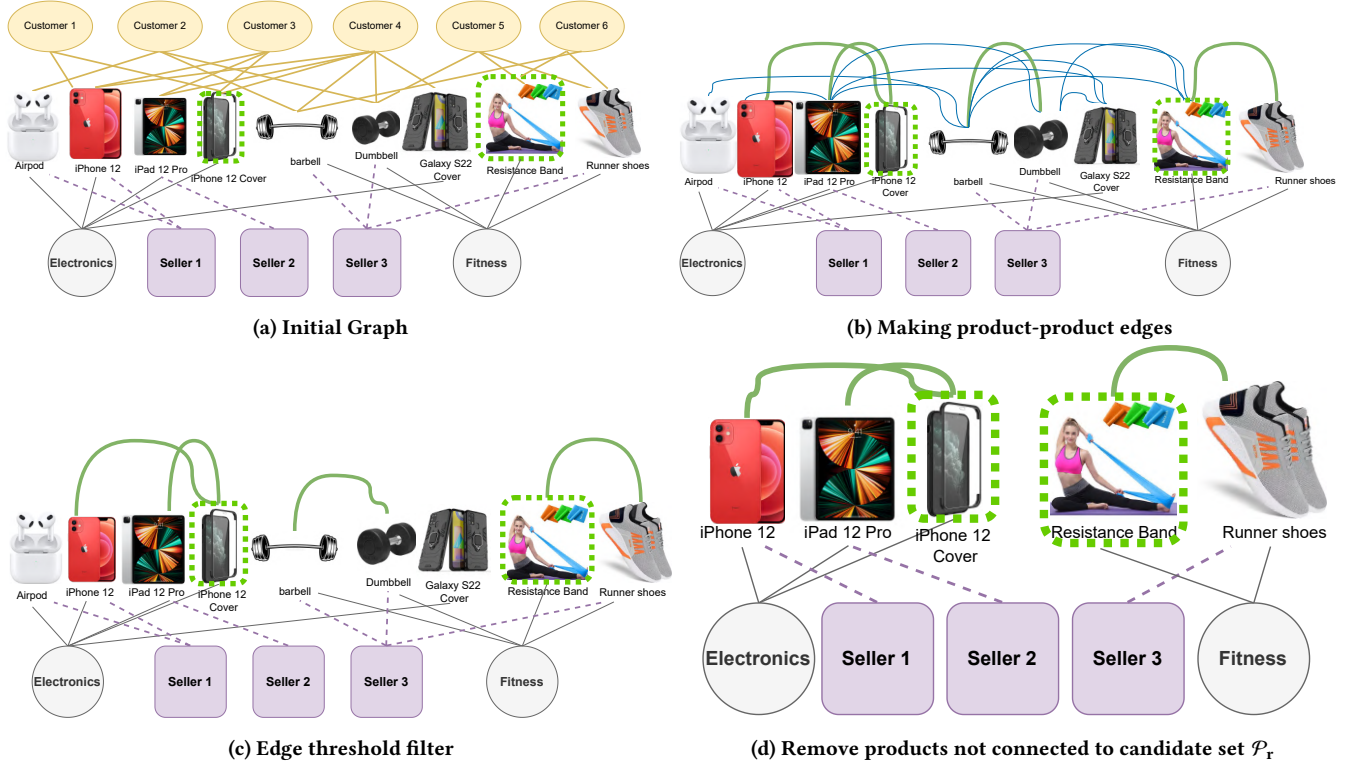 Customer 1
Customer 2
Customer 3
Customer 4
Customer 5
Customer 6
Airpod
iPhone 12
iPad 12 Pro
iPhone 12 Cover
barbell
Dumbbell
Galaxy S22
Cover
Resistance Band
Runner shoes
Electronics
Seller 1
Seller 2
Seller 3
Fitness
(a) Initial Graph
Airpod
iPhone 12
iPad 12 Pro
iPhone 12
Cover
barbell
Dumbbell
Galaxy S22
Cover
Resistance Band
Runner shoes
Electronics
Seller 1
Seller 2
Seller 3
Fitness
(b) Making product-product edges
Airpod
iPhone 12
iPad 12 Pro
iPhone 12
Cover
barbell
Dumbbell
Galaxy S22
Cover
Resistance Band
Runner shoes
Electronics
Seller 1
Seller 2
Seller 3
Fitness
(c) Edge threshold filter
9:41
iPhone 12
iPad 12 Pro
iPhone 12
Cover
Resistance Band
Runner shoes
Electronics
Seller 1
Seller 2
Seller 3
Fitness
(d) Remove products not connected to candidate set 𝒫r